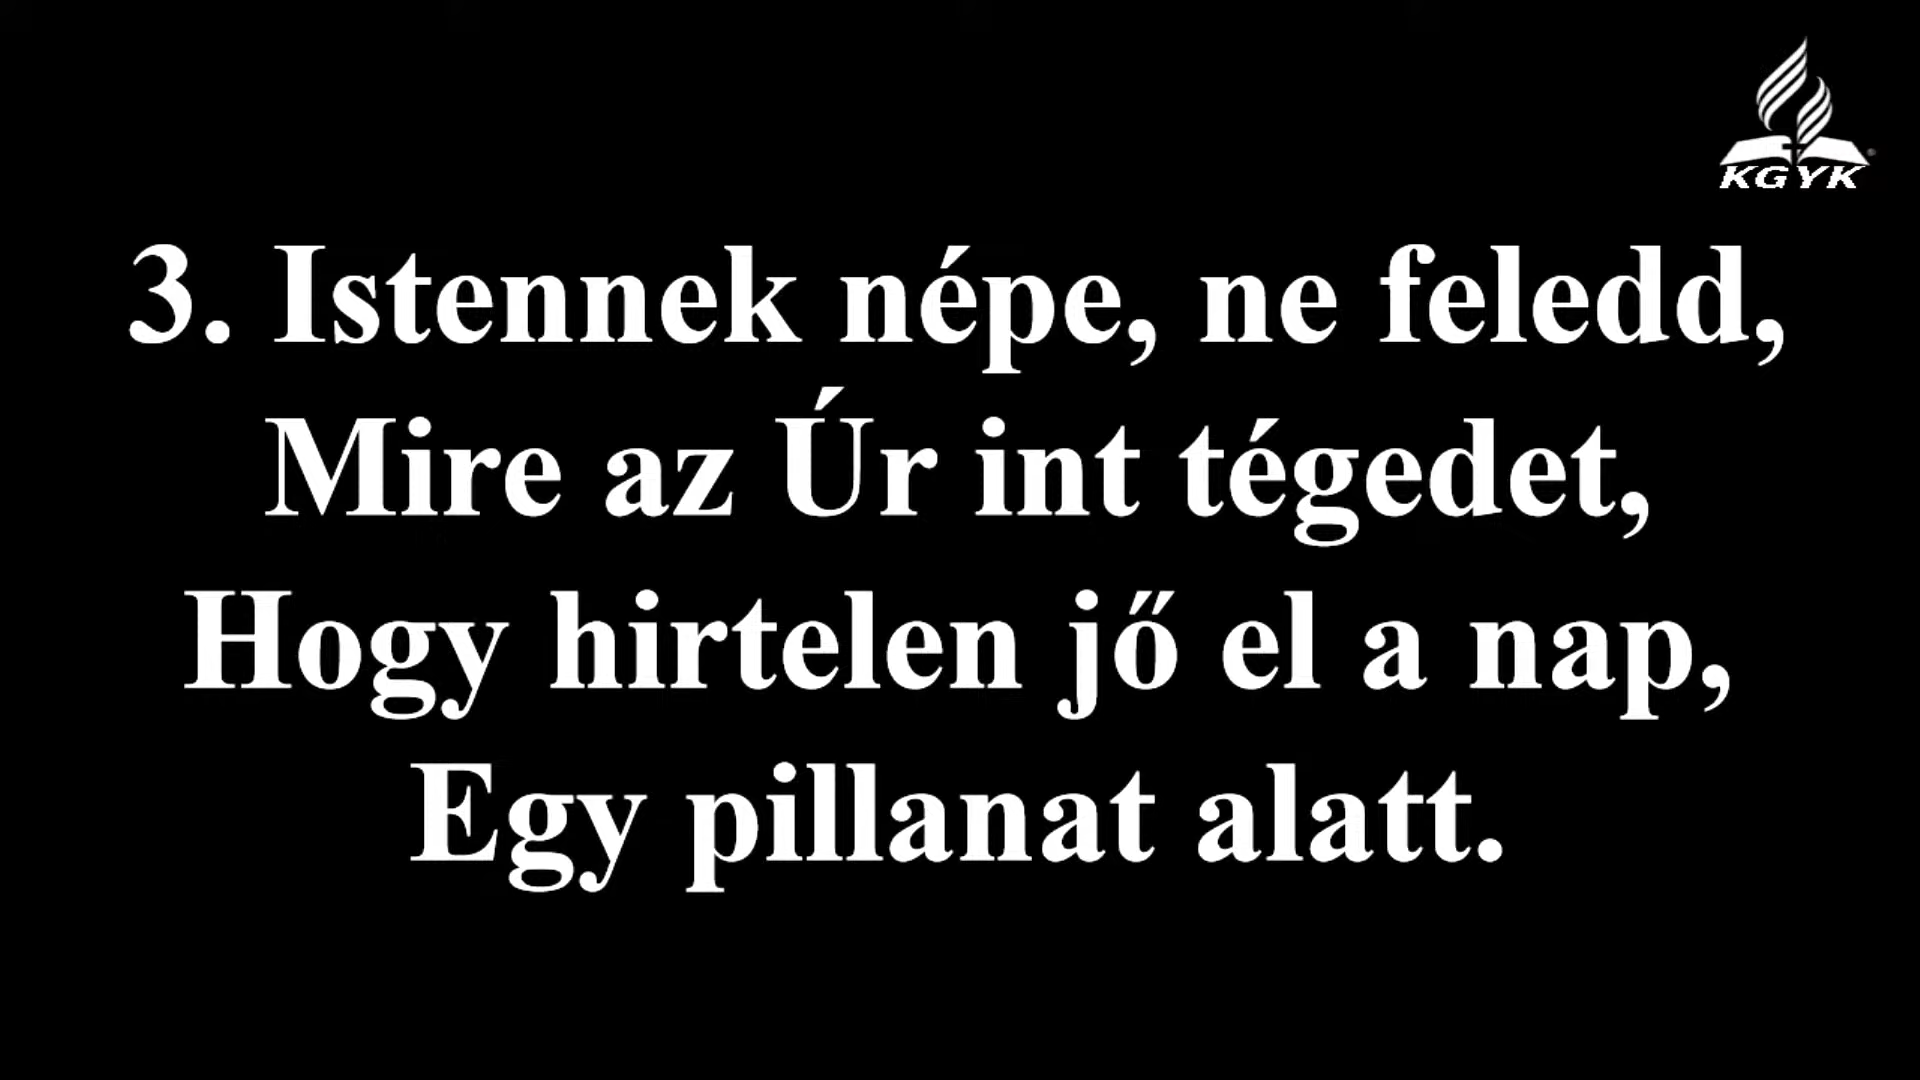 KGYK
3. Istennek népe, ne feledd,
Mire az Úr int tégedet,
Hogy hirtelen jő el a nap,
Egy pillanat alatt.